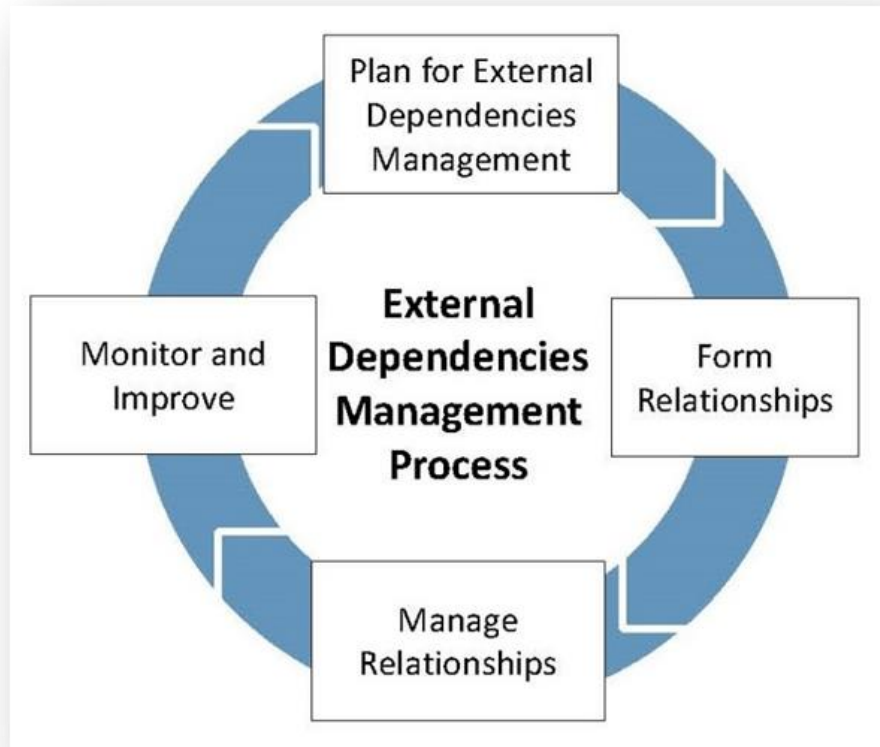 Plan for External
Dependencies
Management
Form
Relationships
Manage
Relationships
Monitor and
Improve
External
Dependencies
Management
Process